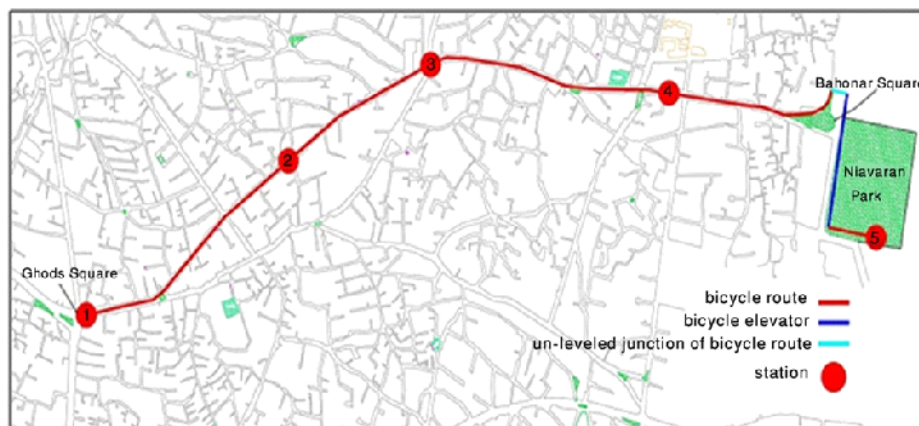 3
4
Bahonar Square
2
Niavaran
Park
5
Ghods Square
1
bicycle route
bicycle elevator
un-leveled junction of bicycle route
station